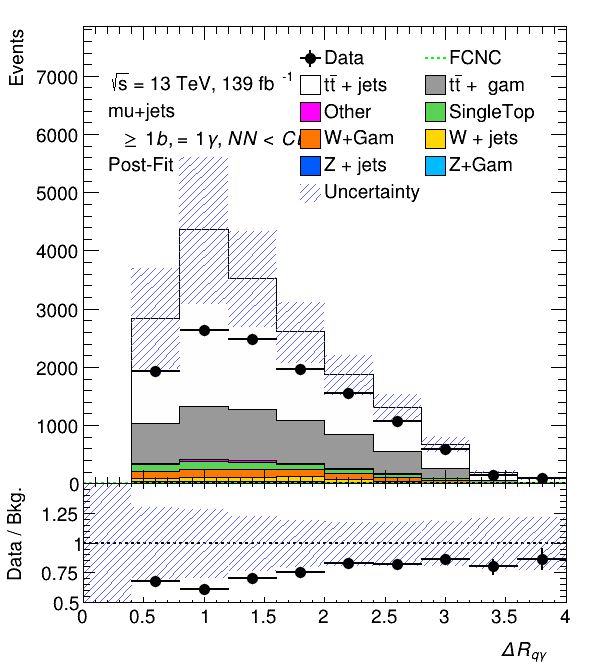 Events
7000
6000
5000
4000
3000
2000
1000
0
√s = 13 TeV, 139 fb⁻¹
mu+jets
≥ 1b, = 1γ, NN <
Post-Fit
Data
FCNC
tt̄ + jets
tt̄ + gam
Other
SingleTop
W+Gam
W + jets
Z + jets
Z+Gam
Uncertainty
Data / Bkg.
1.25
1
0.75
0.5
0 0.5 1 1.5 2 2.5 3 3.5 4
ΔR_qγ